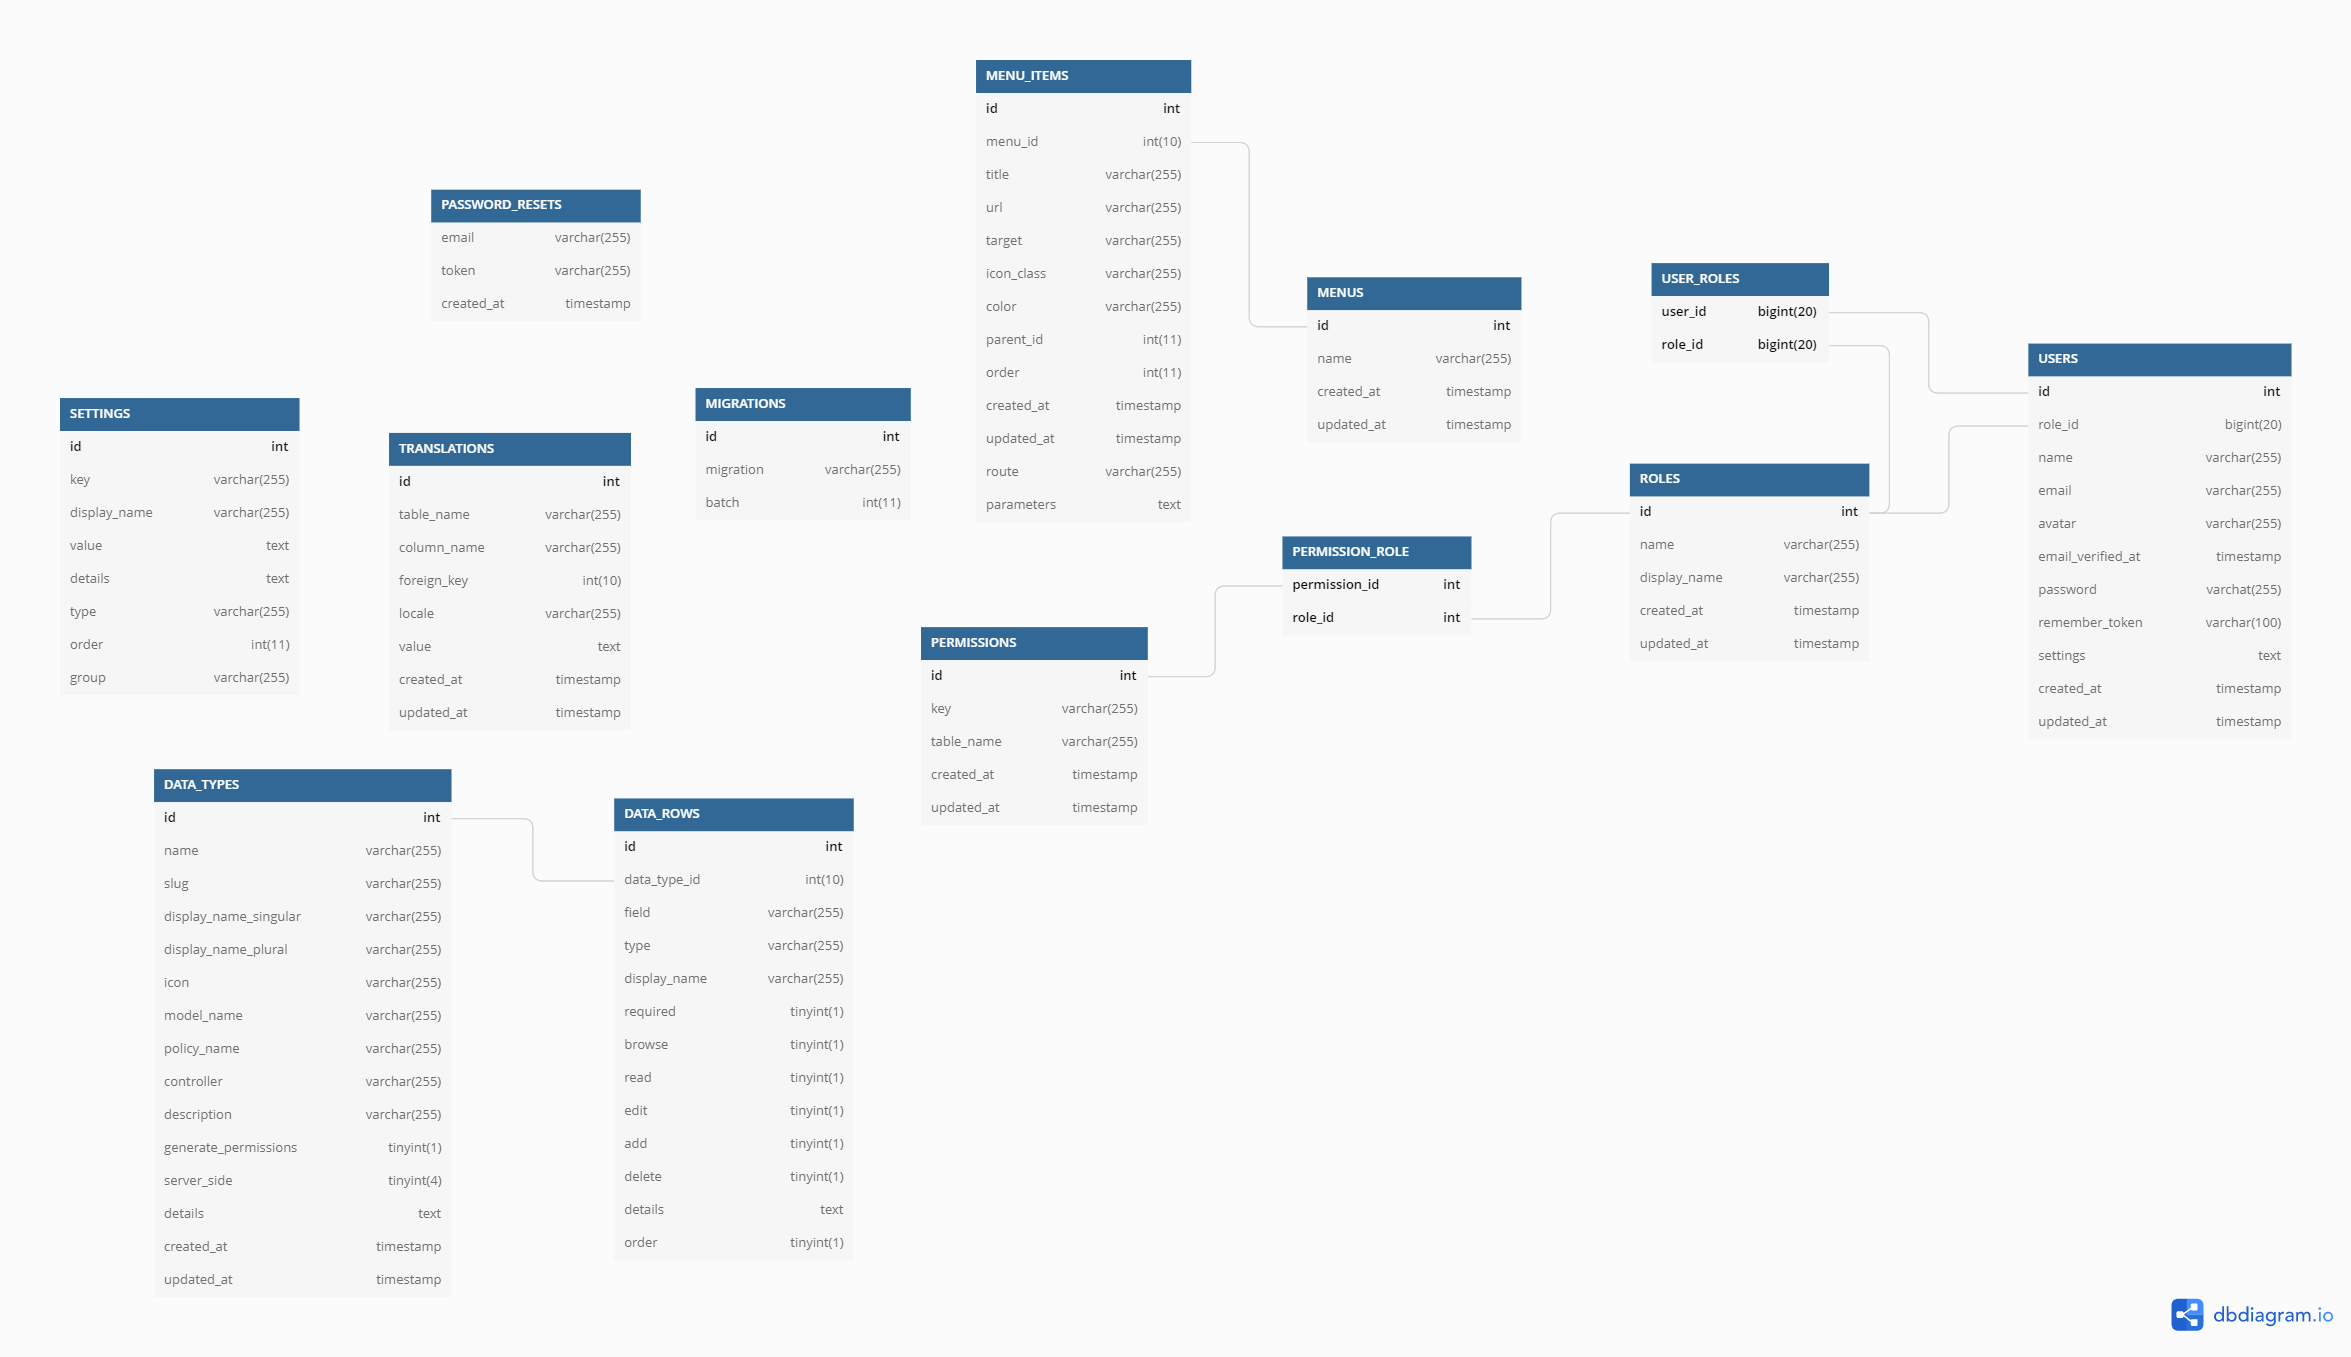 MENU_ITEMS
id int
menu_id int(10)
title varchar(255)
url varchar(255)
target varchar(255)
icon_class varchar(255)
color varchar(255)
parent_id int(11)
order int(11)
created_at timestamp
updated_at timestamp
route varchar(255)
parameters text
PASSWORD_RESETS
email varchar(255)
token varchar(255)
created_at timestamp
MENUS
id int
name varchar(255)
created_at timestamp
updated_at timestamp
USER_ROLES
user_id bigint(20)
role_id bigint(20)
USERS
id int
role_id bigint(20)
name varchar(255)
email varchar(255)
avatar varchar(255)
email_verified_at timestamp
password varchat(255)
remember_token varchar(100)
settings text
created_at timestamp
updated_at timestamp
SETTINGS
id int
key varchar(255)
display_name varchar(255)
value text
details text
type varchar(255)
order int(11)
group varchar(255)
TRANSLATIONS
id int
table_name varchar(255)
column_name varchar(255)
foreign_key int(10)
locale varchar(255)
value text
created_at timestamp
updated_at timestamp
MIGRATIONS
id int
migration varchar(255)
batch int(11)
ROLES
id int
name varchar(255)
display_name varchar(255)
created_at timestamp
updated_at timestamp
PERMISSION_ROLE
permission_id int
role_id int
PERMISSIONS
id int
key varchar(255)
table_name varchar(255)
created_at timestamp
updated_at timestamp
DATA_TYPES
id int
name varchar(255)
slug varchar(255)
display_name_singular varchar(255)
display_name_plural varchar(255)
icon varchar(255)
model_name varchar(255)
policy_name varchar(255)
controller varchar(255)
description varchar(255)
generate_permissions tinyint(1)
server_side tinyint(4)
details text
created_at timestamp
updated_at timestamp
DATA_ROWS
id int
data_type_id int(10)
field varchar(255)
type varchar(255)
display_name varchar(255)
required tinyint(1)
browse tinyint(1)
read tinyint(1)
edit tinyint(1)
add tinyint(1)
delete tinyint(1)
details text
order tinyint(1)
dbdiagram.io